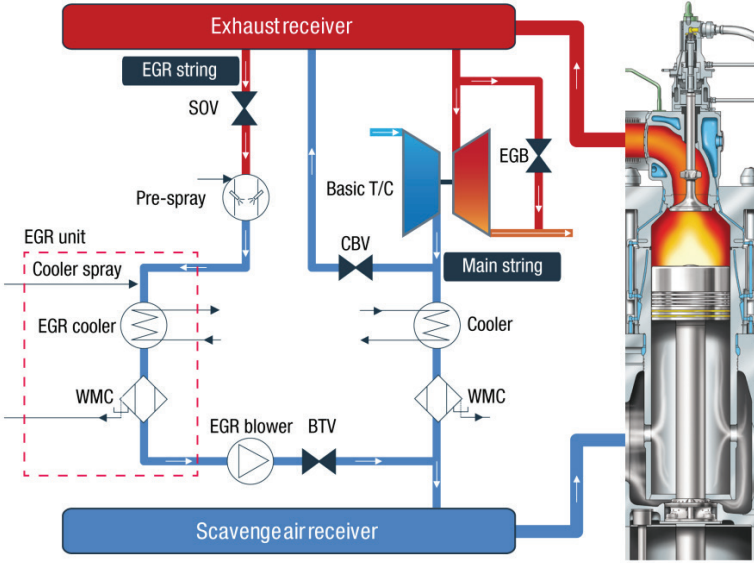 Exhaust receiver
EGR string
SOV
EGB
Pre-spray
Basic T/C
EGR unit
CBV
Main string
Cooler spray
EGR cooler
Cooler
WMC
WMC
EGR blower
BTV
Scavenge air receiver